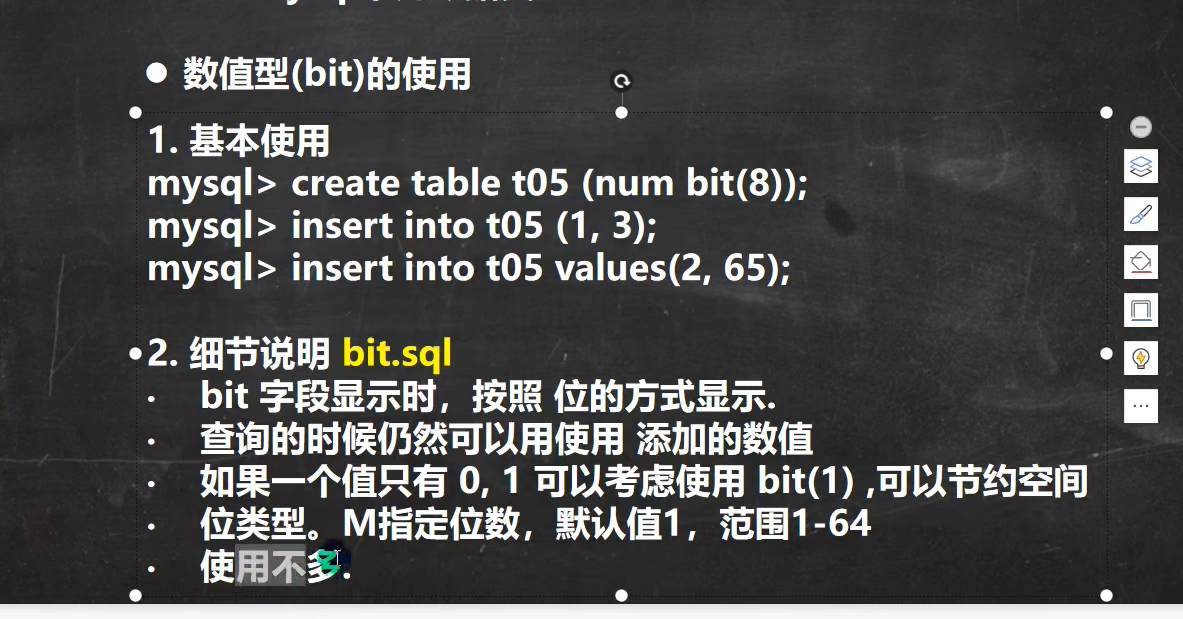 ● 数值型(bit)的使用
1. 基本使用
mysql> create table t05 (num bit(8));
mysql> insert into t05 (1, 3);
mysql> insert into t05 values(2, 65);
2. 细节说明 bit.sql
· bit 字段显示时，按照 位的方式显示.
· 查询的时候仍然可以用使用 添加的数值
· 如果一个值只有 0, 1 可以考虑使用 bit(1) ,可以节约空间
· 位类型。M指定位数，默认值1，范围1-64
· 使用不多.